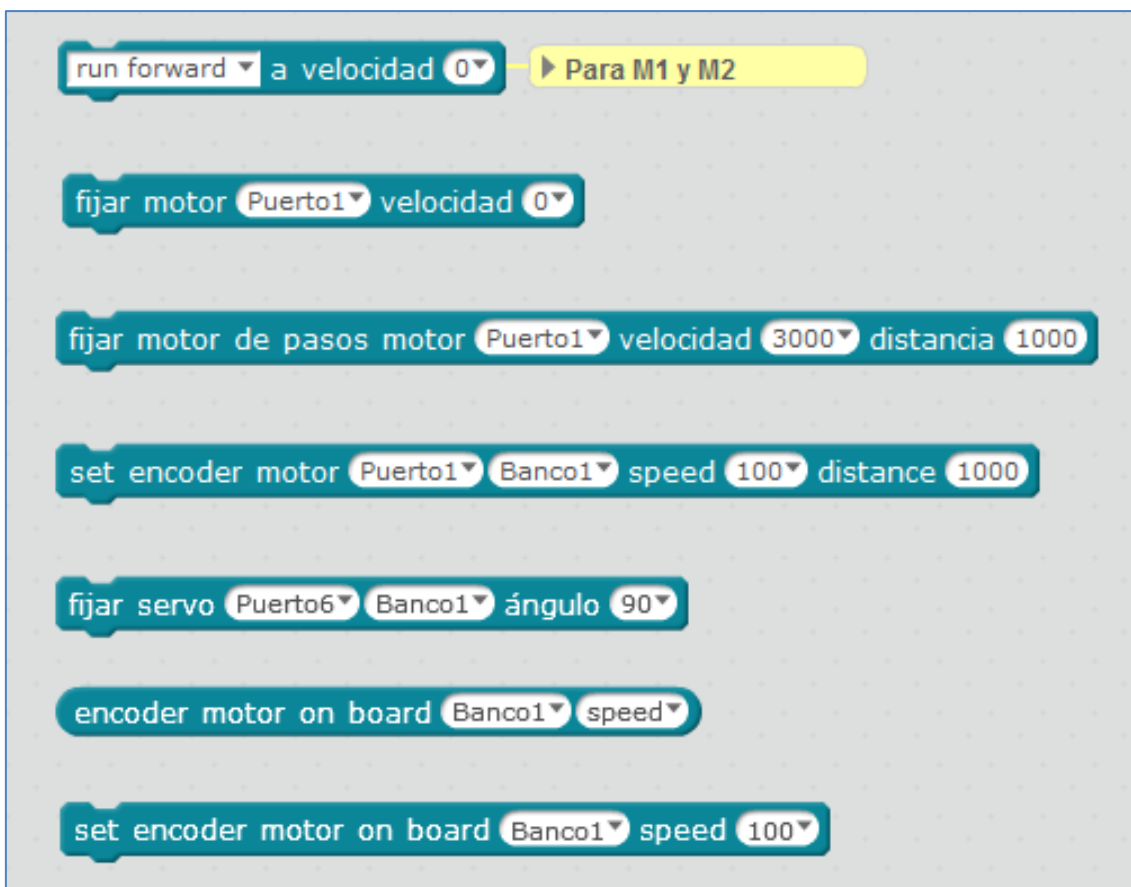 run forward a velocidad 0 Para M1 y M2
fijar motor Puerto1 velocidad 0
fijar motor de pasos motor Puerto1 velocidad 3000 distancia 1000
set encoder motor Puerto1 Banco1 speed 100 distance 1000
fijar servo Puerto6 Banco1 ángulo 90
encoder motor on board Banco1 speed
set encoder motor on board Banco1 speed 100